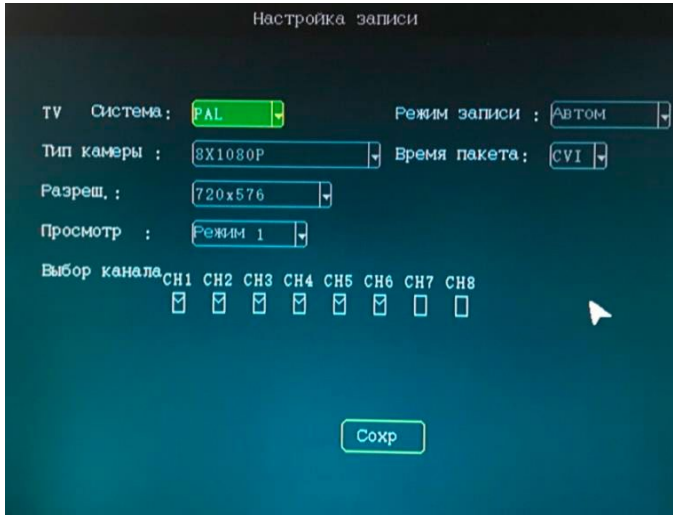 Настройка записи
TV Система: PAL Режим записи : Автом
Тип камеры : 8X1080P Время пакета: CVI
Разреш.: 720x576
Просмотр : Режим 1
Выбор канала CH1 CH2 CH3 CH4 CH5 CH6 CH7 CH8
Сохр